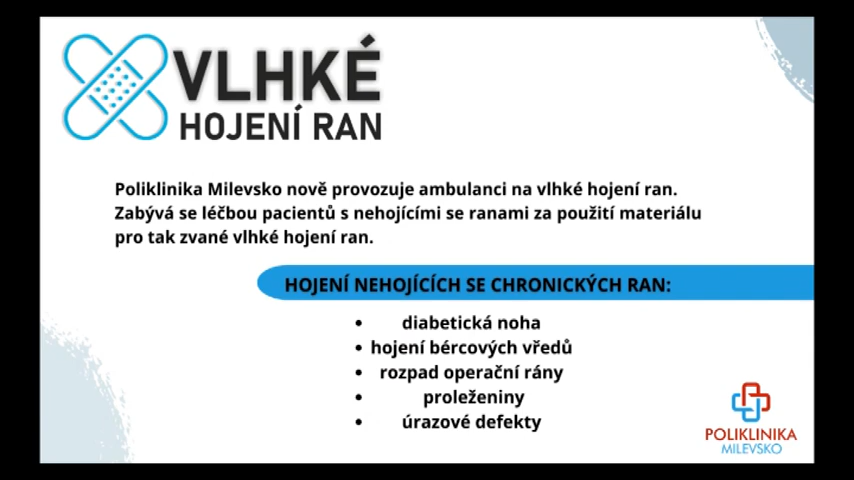 VLHKÉ
HOJENÍ RAN
Poliklinika Milevsko nově provozuje ambulanci na vlhké hojení ran.
Zabývá se léčbou pacientů s nehojícími se ranami za použití materiálu
pro tak zvané vlhké hojení ran.
HOJENÍ NEHOJÍCÍCH SE CHRONICKÝCH RAN:
• diabetická noha
• hojení bércových vředů
• rozpad operační rány
• proleženiny
• úrazové defekty
POLIKLINIKA
MILEVSKO